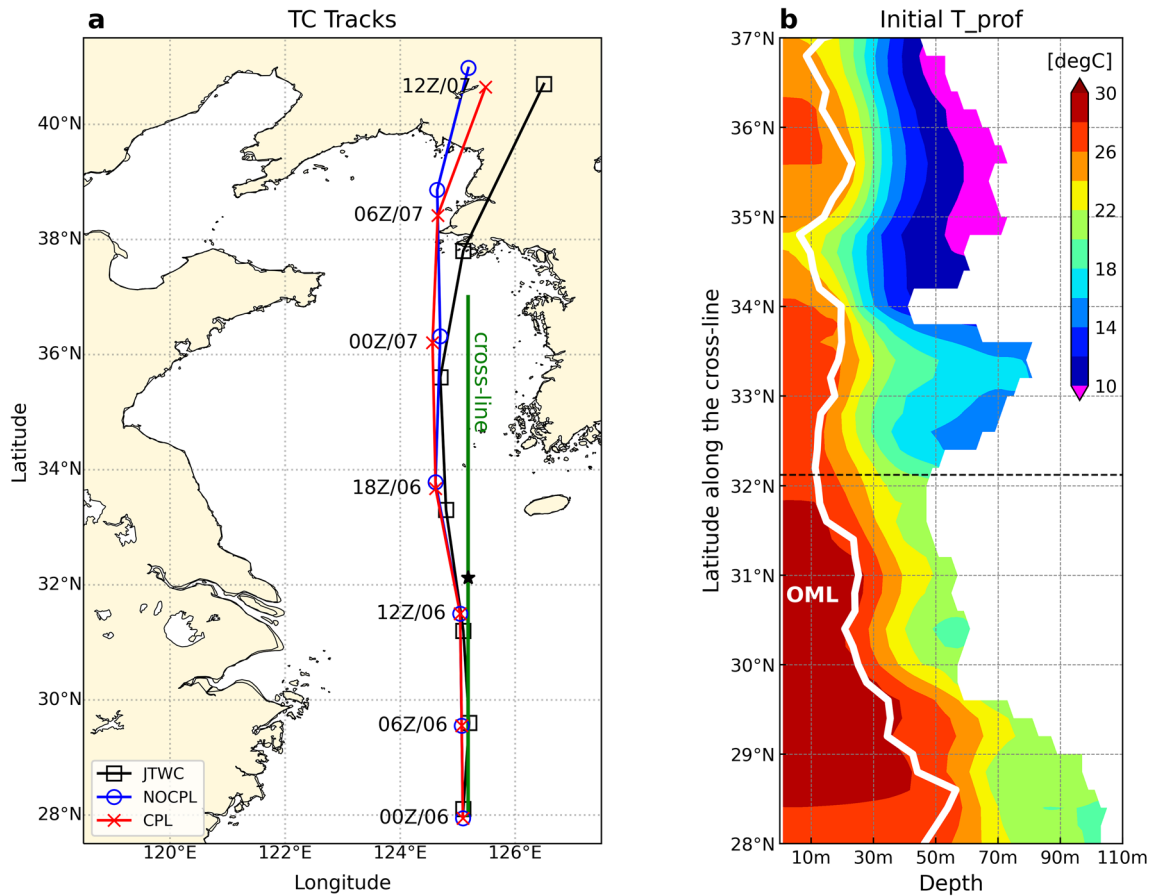 a
TC Tracks
40°N
38°N
36°N
34°N
32°N
30°N
28°N
Latitude
120°E
122°E
124°E
126°E
Longitude
12Z/07
06Z/07
00Z/07
18Z/06
12Z/06
06Z/06
00Z/06
cross-line
JTWC
NOCPL
CPL
b
Initial T_prof
37°N
36°N
35°N
34°N
33°N
32°N
31°N
30°N
29°N
28°N
Latitude along the cross-line
10m
30m
50m
70m
90m
110m
Depth
OML
[degC]
30
26
22
18
14
10